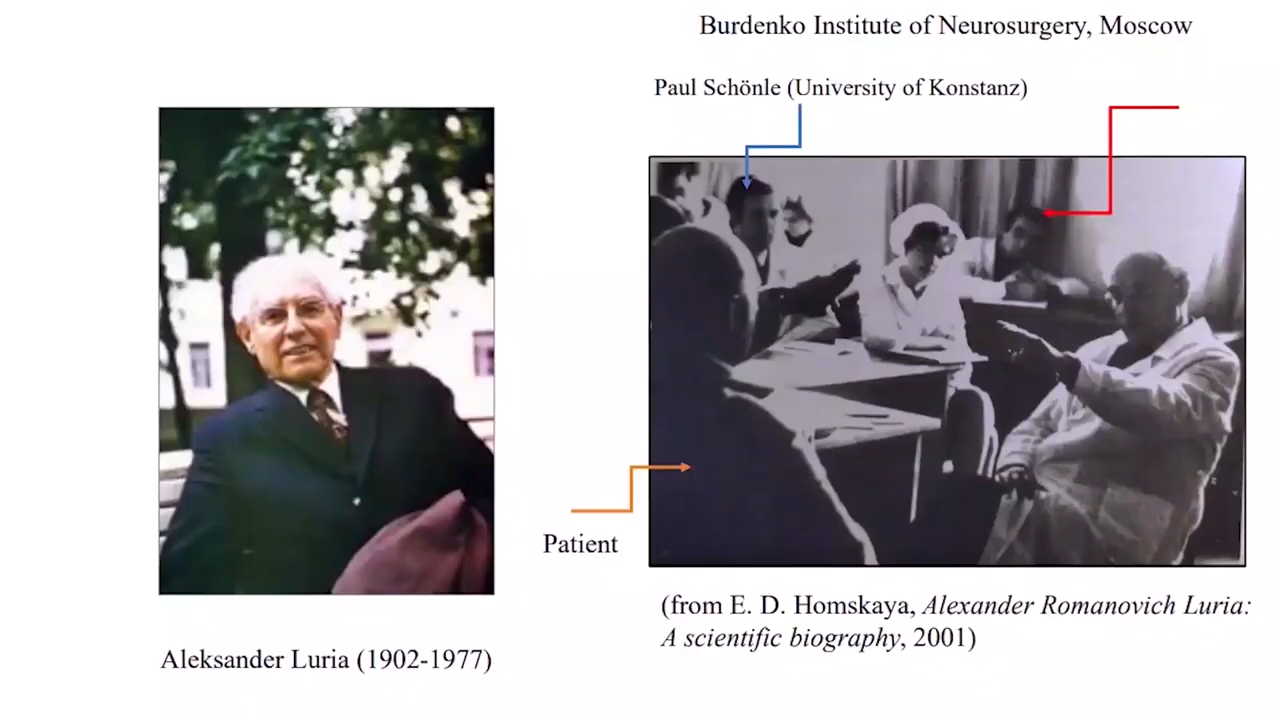 Burdenko Institute of Neurosurgery, Moscow
Paul Schönle (University of Konstanz)
Patient
(from E. D. Homskaya, Alexander Romanovich Luria:
A scientific biography, 2001)
Aleksander Luria (1902-1977)